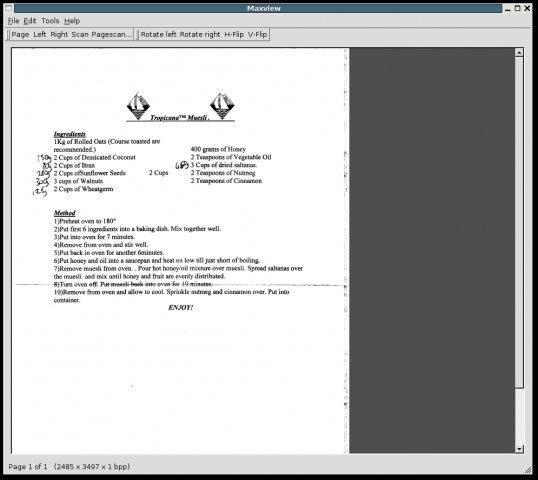 Maxview
File Edit Tools Help
Page Left Right Scan Pagescan... Rotate left Rotate right H-Flip V-Flip
Tropicana™ Muesli .
Ingredients
1Kg of Rolled Oats (Course toasted are
recommended.)
400 grams of Honey
150g 2 Cups of Dessicated Coconut
2 Teaspoons of Vegetable Oil
2 Cups of Bran
3 Cups of dried saltanas.
2 Cups ofSunflower Seeds 2 Cups
2 Teaspoons of Nutmeg
3 cups of Walnuts
2 Teaspoons of Cinnamon
2 Cups of Wheatgerm
Method
1)Preheat oven to 180°
2)Put first 6 ingredients into a baking dish. Mix together well.
3)Put into oven for 7 minutes.
4)Remove from oven and stir well.
5)Put back in oven for another 6minutes.
6)Put honey and oil into a saucepan and heat on low till just short of boiling.
7)Remove muesli from oven. . Pour hot honey/oil mixture over muesli. Spread saltanas over
the muesli and mix until honey and fruit are evenly distributed.
8)Turn oven off. Put muesli back into oven for 10 minutes.
10)Remove from oven and allow to cool. Sprinkle nutmeg and cinnamon over. Put into
container.
ENJOY!
Page 1 of 1 (2485 x 3497 x 1 bpp)